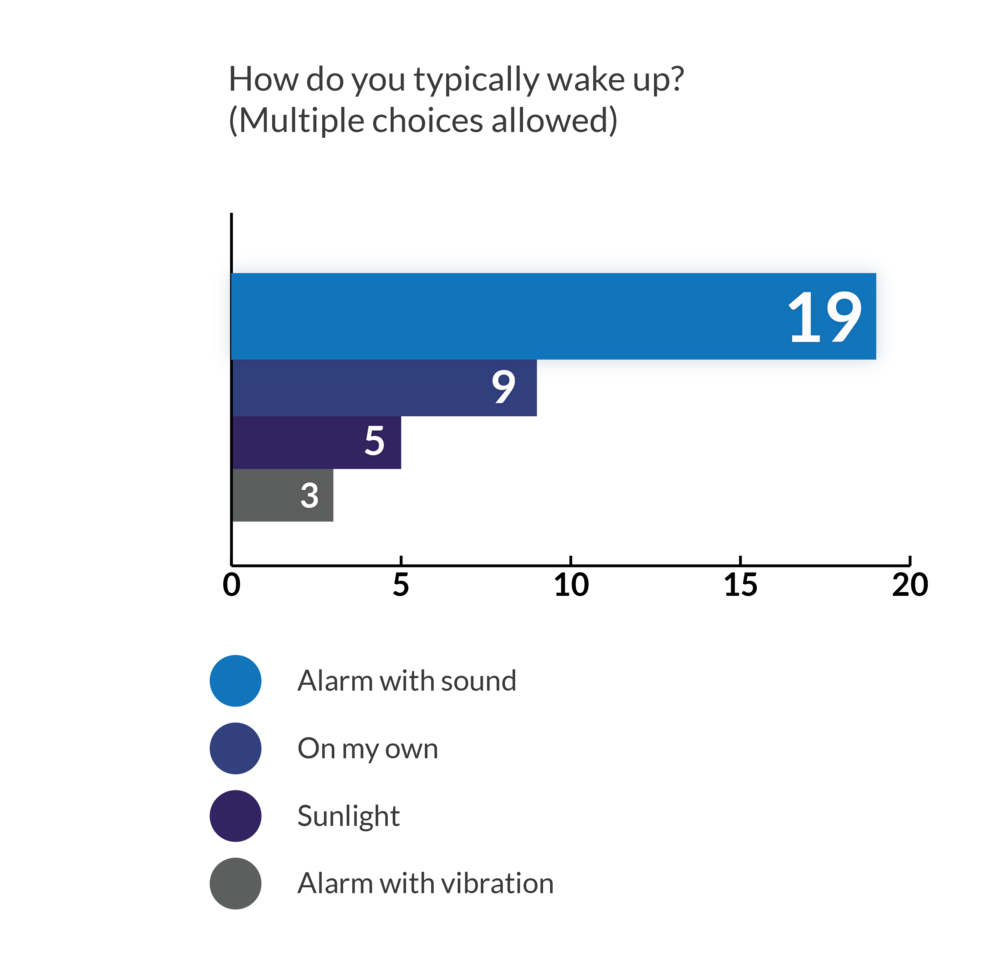 How do you typically wake up?
(Multiple choices allowed)
19
9
5
3
0 5 10 15 20
Alarm with sound
On my own
Sunlight
Alarm with vibration